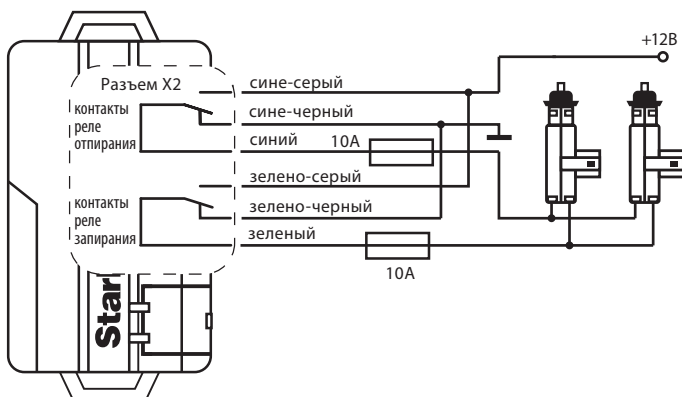 +12В
Разъем X2
контакты
реле
отпирания
сине-серый
сине-черный
синий
10А
контакты
реле
запирания
зелено-серый
зелено-черный
зеленый
10А
Star